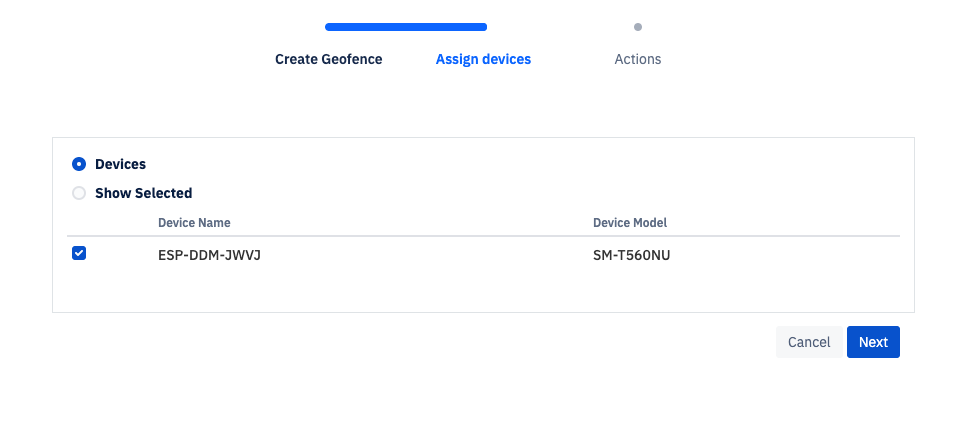 Create Geofence Assign devices Actions
Devices
Show Selected
Device Name Device Model
ESP-DDM-JWVJ SM-T560NU
Cancel Next